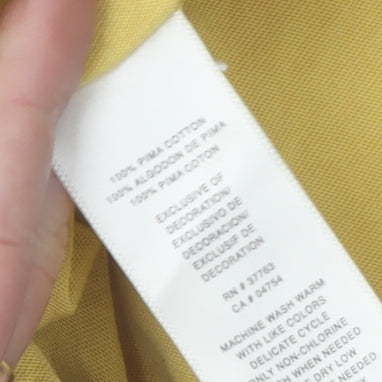 100% PIMA COTTON
100% ALGODON DE PIMA
100% PIMA COTON
EXCLUSIVE OF
DECORATION/
EXCLUSIVO DE
DECORACION/
EXCLUSIF DE
DECORATION
RN # 37763
CA # 04754
MACHINE WASH WARM
WITH LIKE COLORS
DELICATE CYCLE
ONLY NON-CHLORINE
WHEN NEEDED
DRY LOW
NEEDED